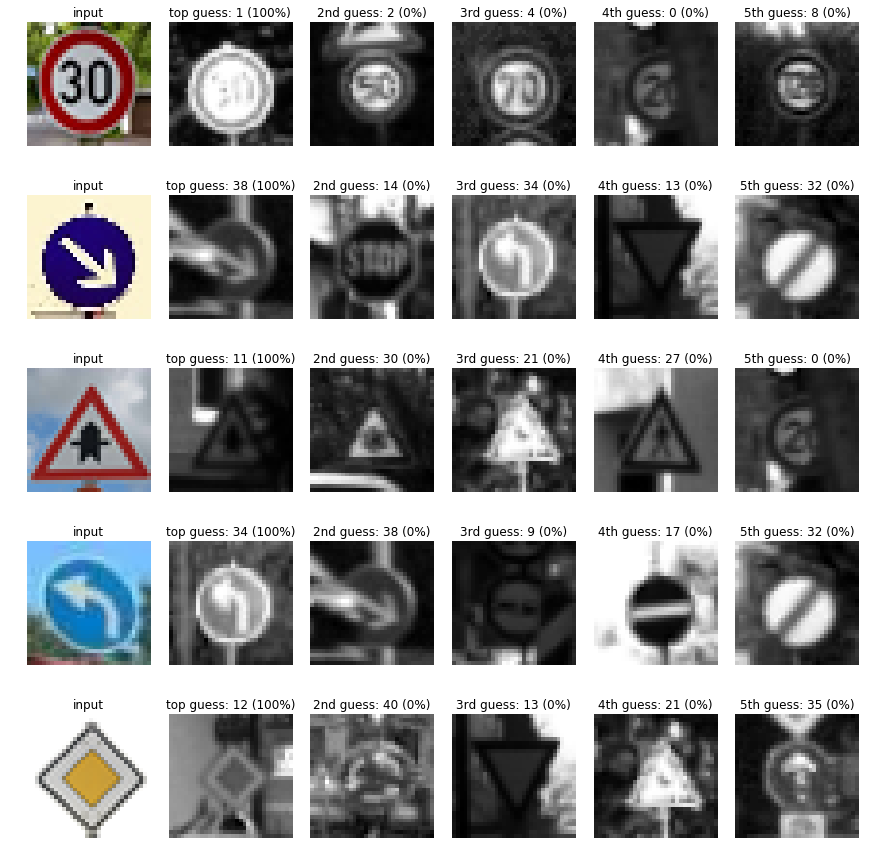 input top guess: 1 (100%) 2nd guess: 2 (0%) 3rd guess: 4 (0%) 4th guess: 0 (0%) 5th guess: 8 (0%)
30 30 50 70 20
input top guess: 38 (100%) 2nd guess: 14 (0%) 3rd guess: 34 (0%) 4th guess: 13 (0%) 5th guess: 32 (0%)
STOP
input top guess: 11 (100%) 2nd guess: 30 (0%) 3rd guess: 21 (0%) 4th guess: 27 (0%) 5th guess: 0 (0%)
20
input top guess: 34 (100%) 2nd guess: 38 (0%) 3rd guess: 9 (0%) 4th guess: 17 (0%) 5th guess: 32 (0%)
input top guess: 12 (100%) 2nd guess: 40 (0%) 3rd guess: 13 (0%) 4th guess: 21 (0%) 5th guess: 35 (0%)